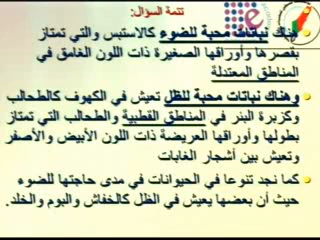 تتمة السؤال:
هناك نباتات محبة للضوء كالاستبس والتي تمتاز
بقصرها وأوراقها الصغيرة ذات اللون الغامق في
المناطق المعتدلة
وهناك نباتات محبة للظل تعيش في الكهوف كالطحالب
وكزبرة البئر في المناطق القطبية والطحالب التي تمتاز
بطولها وأوراقها العريضة ذات اللون الأبيض والأصفر
وتعيش بين أشجار الغابات
كما نجد تنوعا في الحيوانات في مدى حاجتها للضوء
حيث أن بعضها يعيش في الظل كالخفاش والبوم والخلد.